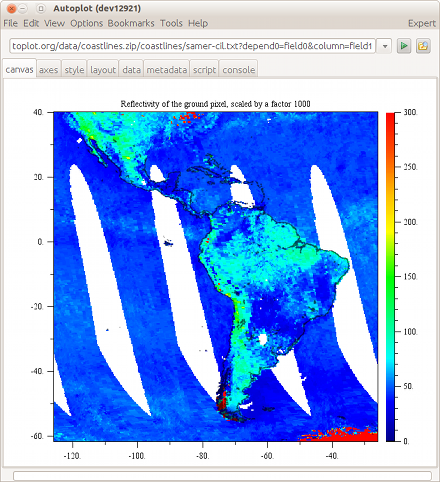 Autoplot (dev12921)
File Edit View Options Bookmarks Tools Help Expert
toplot.org/data/coastlines.zip/coastlines/samer-cil.txt?depend0=field0&column=field1
canvas axes style layout data metadata script console
Reflectivity of the ground pixel, scaled by a factor 1000
40. 300.
250.
20.
200.
0.
150.
-20.
100.
-40.
50.
-60. 0.
-120. -100. -80. -60. -40.